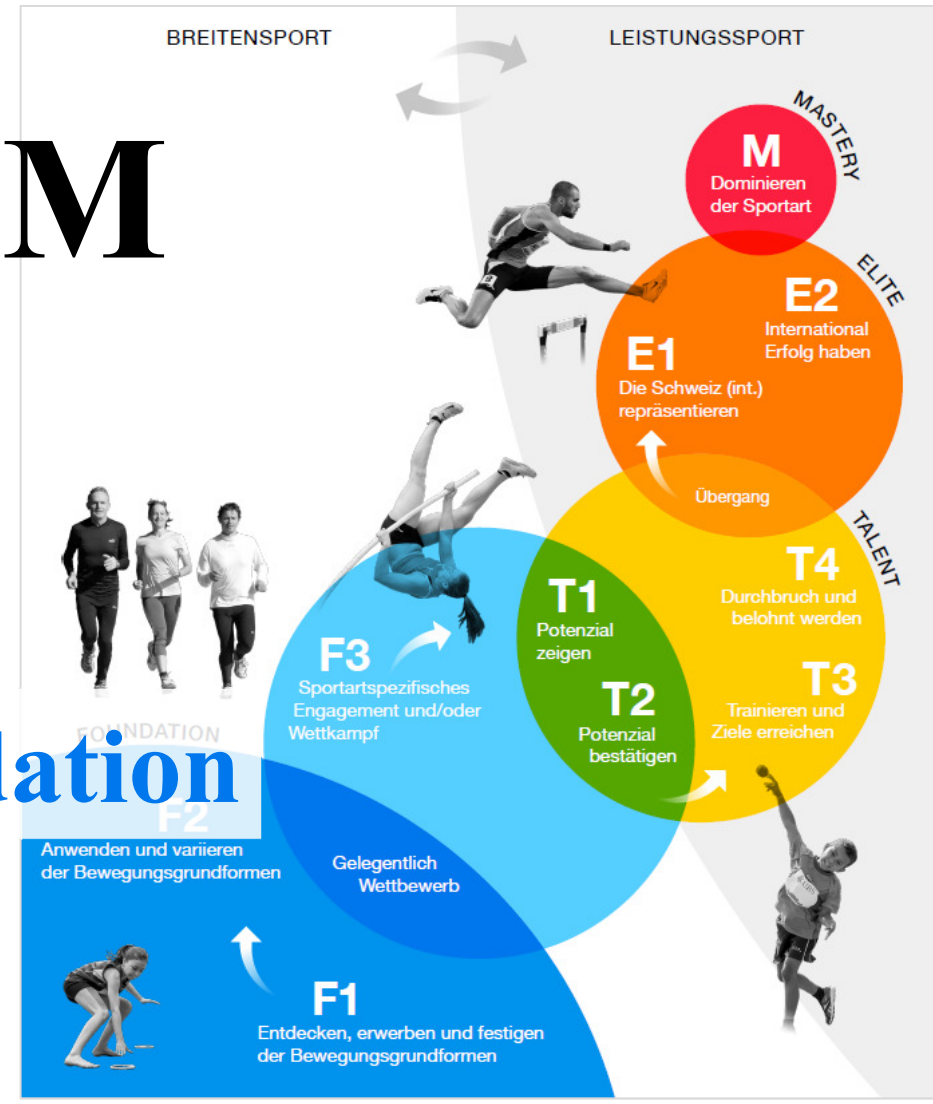 BREITENSPORT
LEISTUNGSSPORT
MASTERY
M
M
Dominieren
der Sportart
ELITE
E2
International
Erfolg haben
E1
Die Schweiz (int.)
repräsentieren
Übergang
TALENT
T4
Durchbruch und
belohnt werden
T1
Potenzial
zeigen
T3
Trainieren und
Ziele erreichen
T2
Potenzial
bestätigen
F3
Sportartspezifisches
Engagement und/oder
Wettkampf
FOUNDATION
dation
F2
Anwenden und variieren
der Bewegungsgrundformen
Gelegentlich
Wettbewerb
F1
Entdecken, erwerben und festigen
der Bewegungsgrundformen